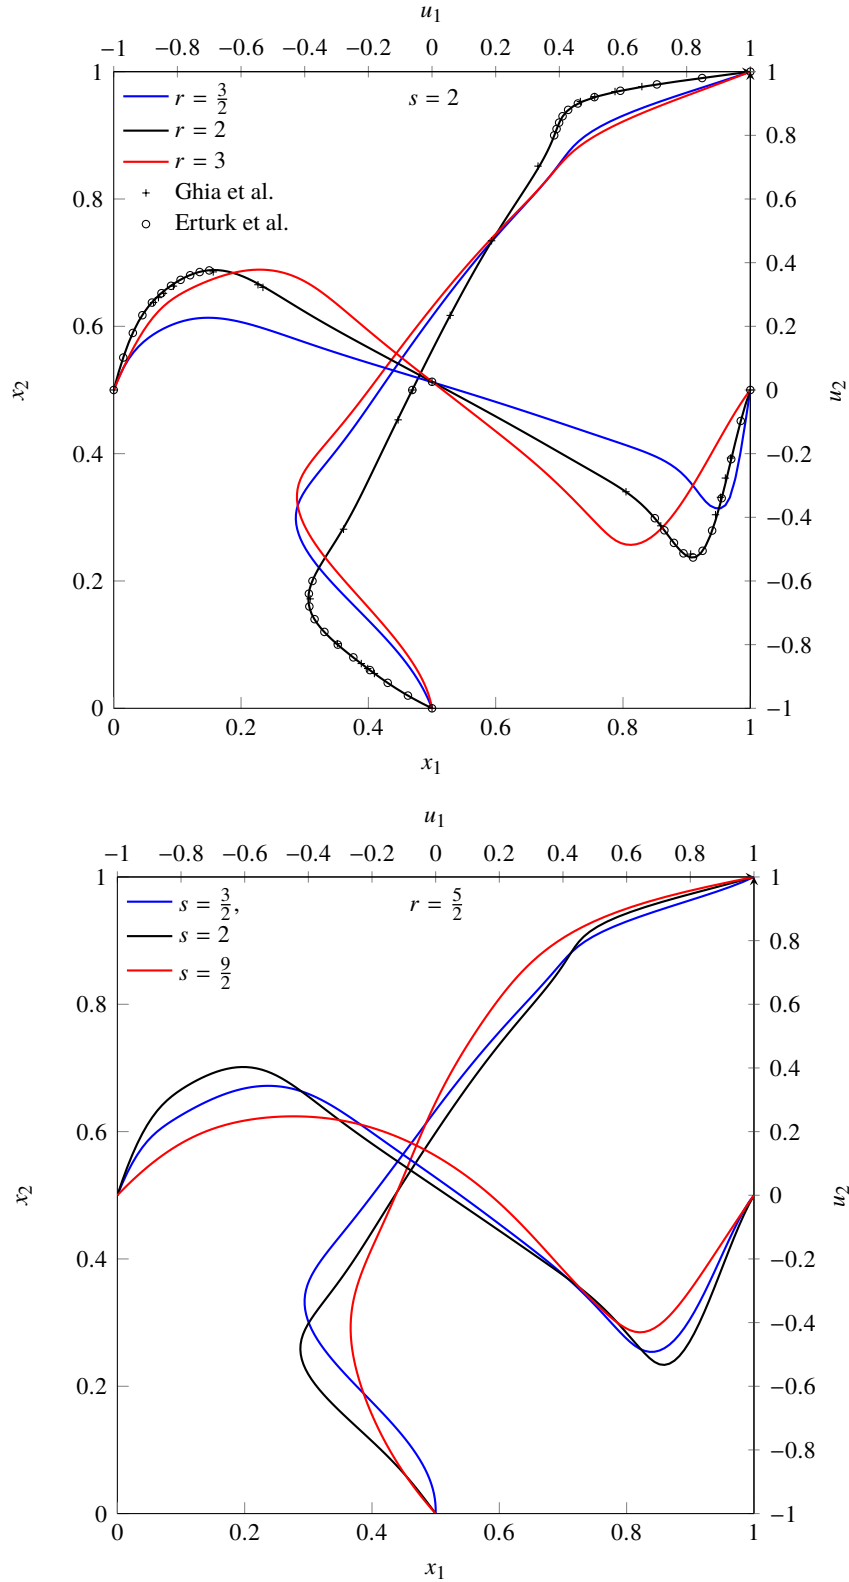 u1
−1 −0.8 −0.6 −0.4 −0.2 0 0.2 0.4 0.6 0.8 1
1 1
r = 3/2 s = 2
r = 2
0.8
r = 3
0.8 Ghia et al. 0.6
Erturk et al.
0.4
0.6 0.2
x2 0 u2
0.4 −0.2
−0.4
0.2 −0.6
−0.8
0 −1
0 0.2 0.4 0.6 0.8 1
x1
u1
−1 −0.8 −0.6 −0.4 −0.2 0 0.2 0.4 0.6 0.8 1
1 1
s = 3/2, r = 5/2
s = 2
0.8
s = 9/2
0.8 0.6
0.4
0.6 0.2
x2 0 u2
0.4 −0.2
−0.4
0.2 −0.6
−0.8
0 −1
0 0.2 0.4 0.6 0.8 1
x1